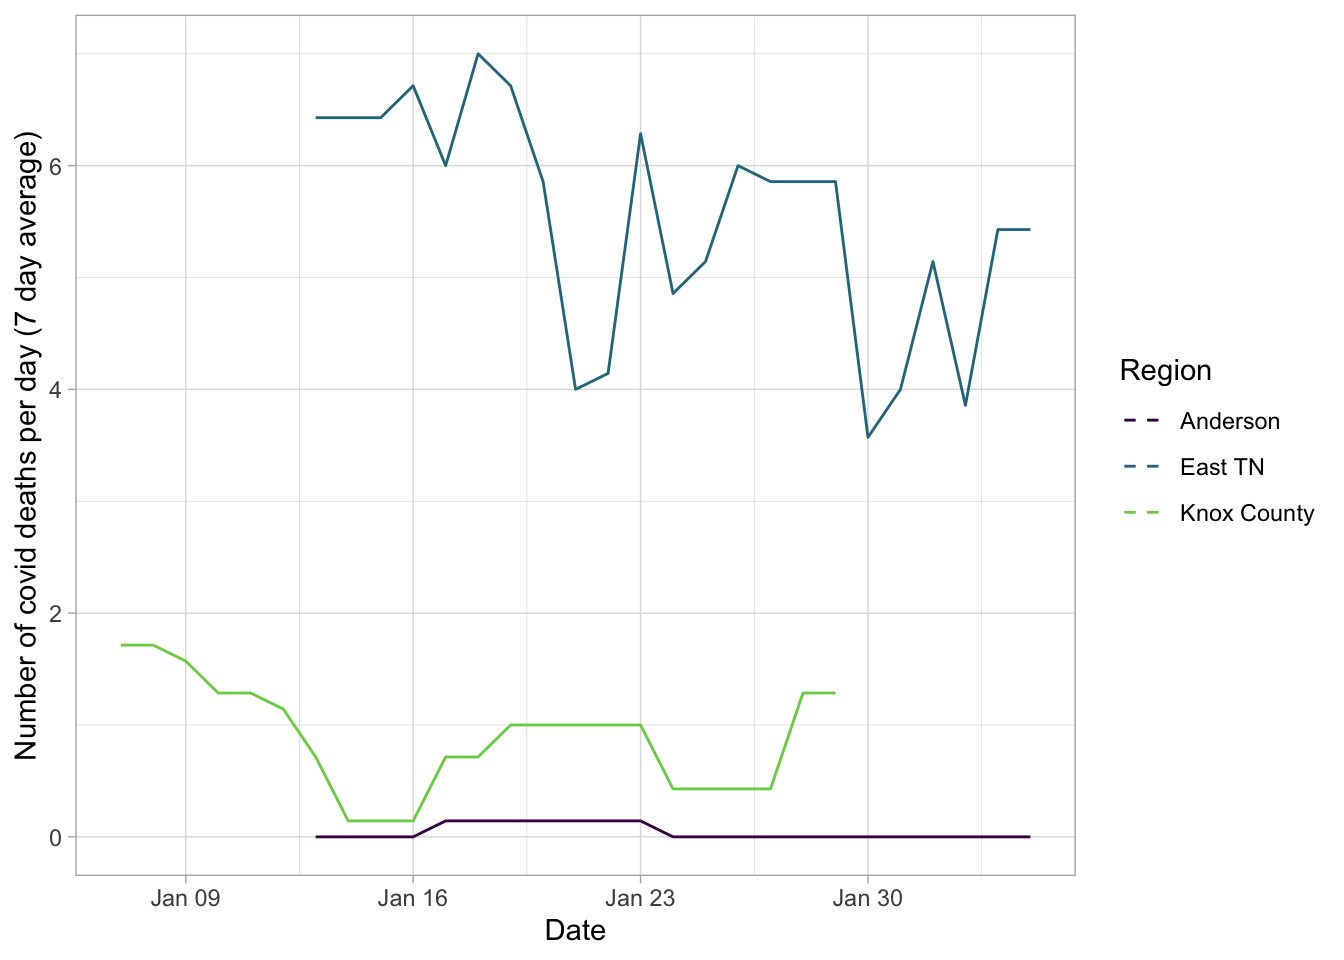 Number of covid deaths per day (7 day average)
6
4
2
0
Jan 09
Jan 16
Jan 23
Jan 30
Date
Region
Anderson
East TN
Knox County